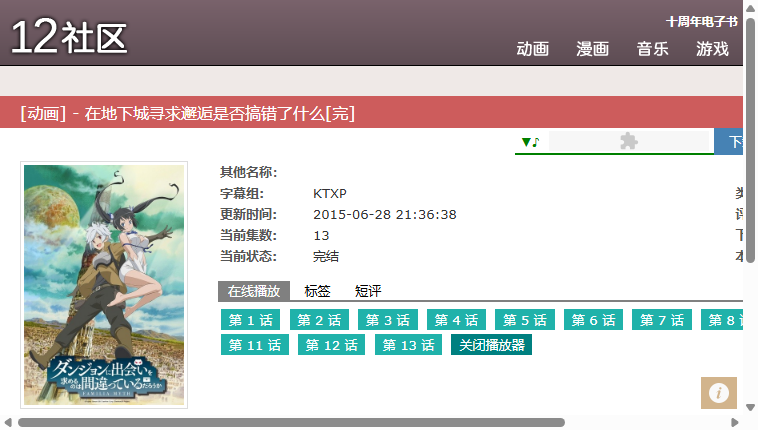 十周年电子书
12社区
动画 漫画 音乐 游戏
[动画] - 在地下城寻求邂逅是否搞错了什么[完]
▼♪
其他名称：
字幕组： KTXP
更新时间： 2015-06-28 21:36:38
当前集数： 13
当前状态： 完结
在线播放 标签 短评
第 1 话 第 2 话 第 3 话 第 4 话 第 5 话 第 6 话 第 7 话 第 8
第 11 话 第 12 话 第 13 话 关闭播放器
ダンジョンに出会いを
求めるのは間違っているだろうか
FAMILIA MYTH